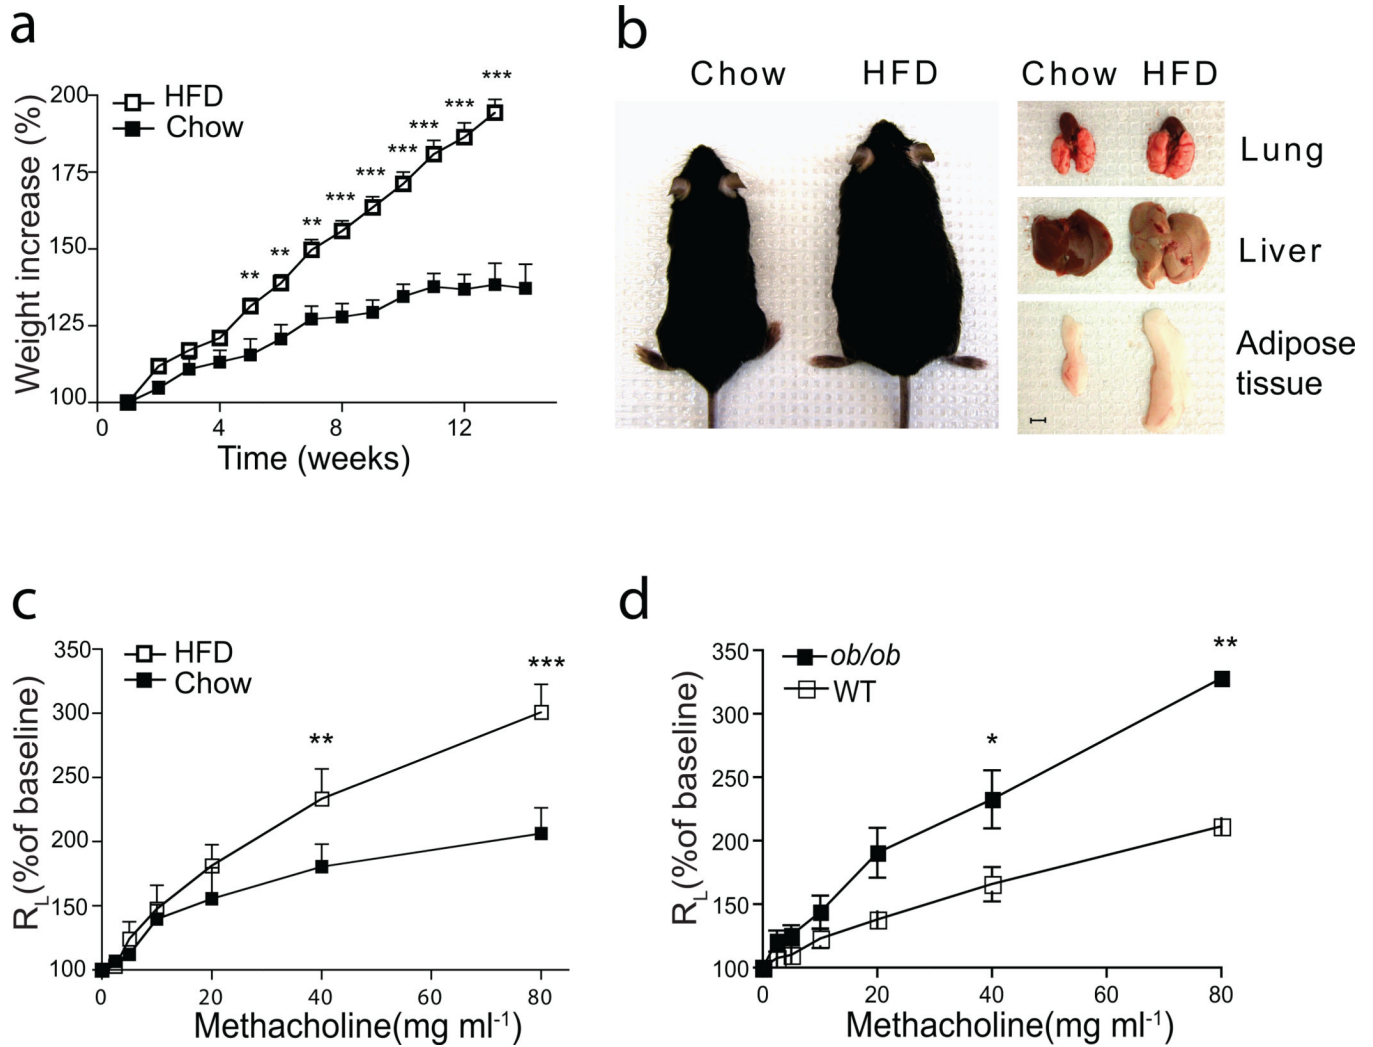 a
Weight increase (%)
200
175
150
125
100
HFD
Chow
**
**
**
***
***
***
***
***
***
0
4
8
12
Time (weeks)
b
Chow
HFD
Chow
HFD
Lung
Liver
Adipose
tissue
c
RL(%of baseline)
350
300
250
200
150
100
HFD
Chow
**
***
0
20
40
60
80
Methacholine(mg ml-1)
d
RL(%of baseline)
350
300
250
200
150
100
ob/ob
WT
*
**
0
20
40
60
80
Methacholine(mg ml-1)